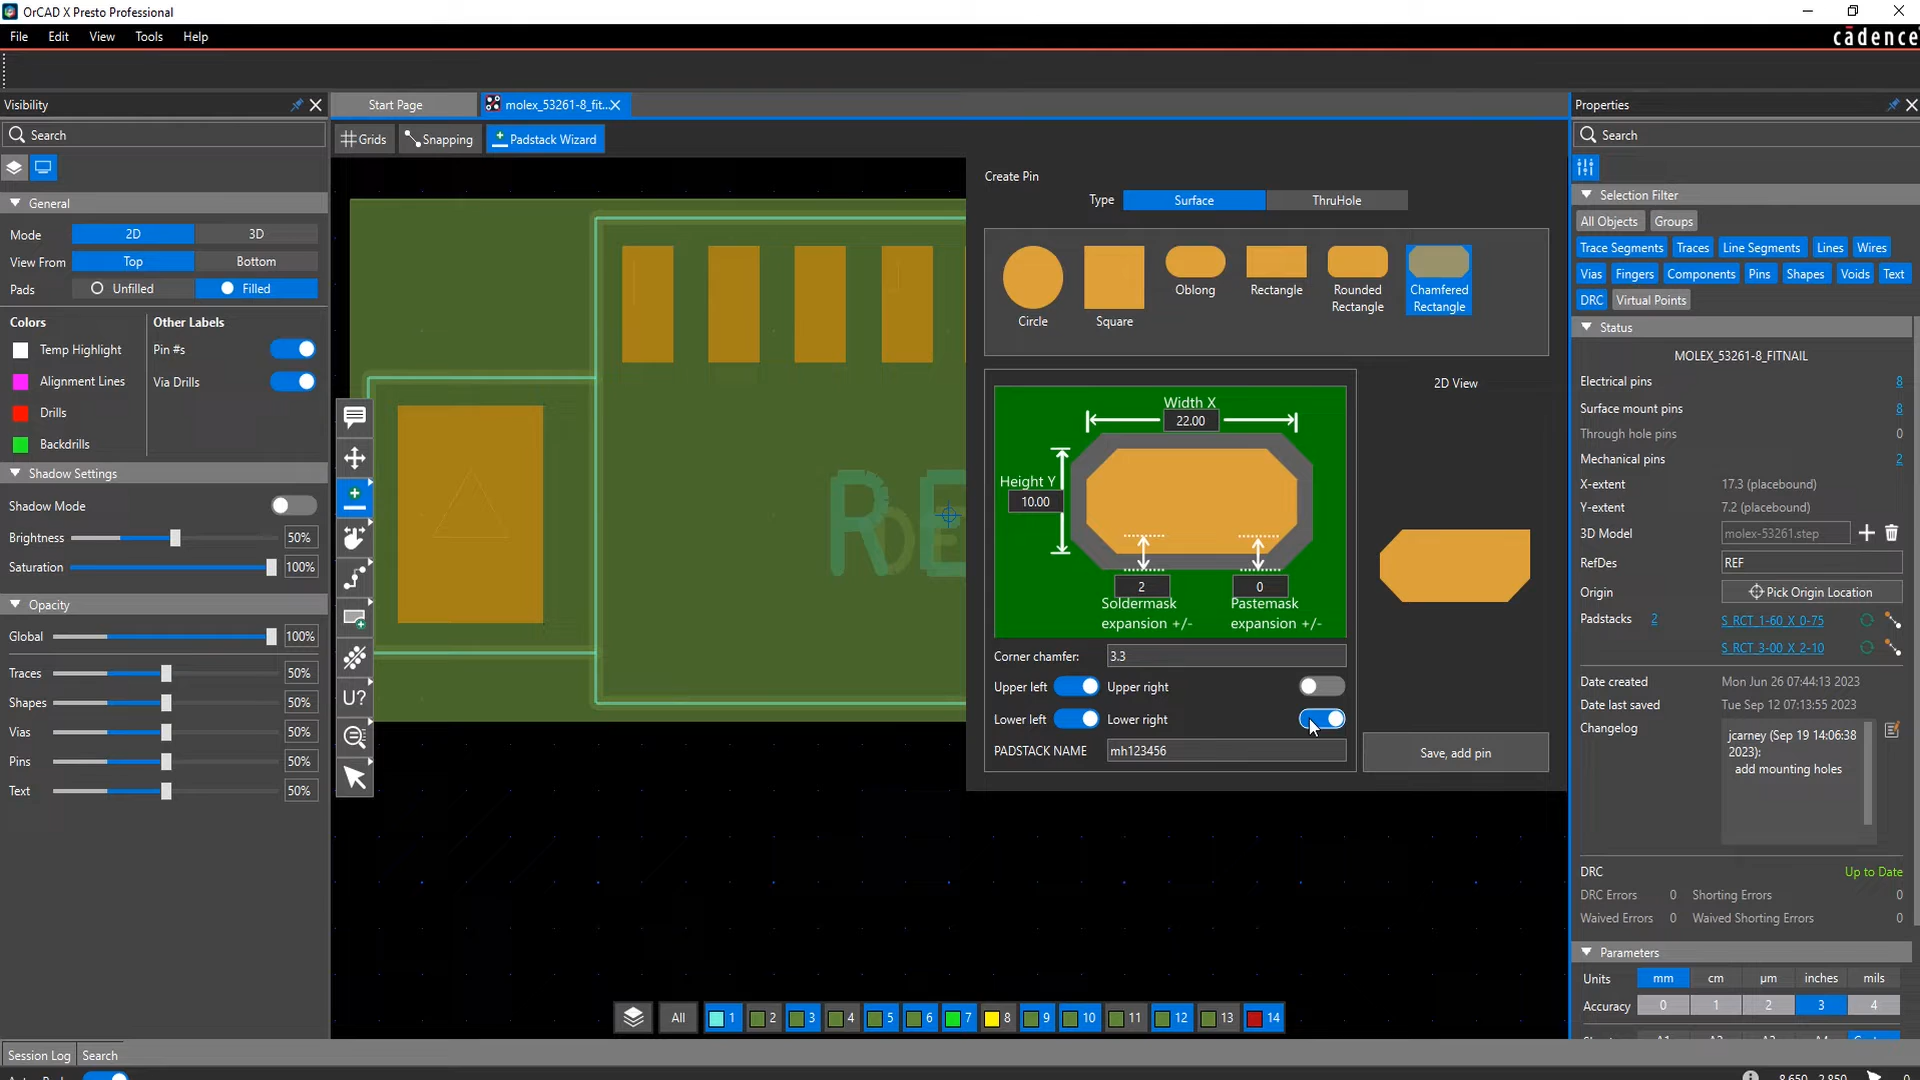 OrCAD X Presto Professional
File Edit View Tools Help
cādence
Visibility
Start Page
molex_53261-8_fit...
Properties
Search
Grids
Snapping
Padstack Wizard
Search
General
Mode 2D 3D
View From Top Bottom
Pads Unfilled Filled
Colors Other Labels
Temp Highlight Pin #s
Alignment Lines Via Drills
Drills
Backdrills
Shadow Settings
Shadow Mode
Brightness 50%
Saturation 100%
Opacity
Global 100%
Traces 50%
Shapes 50%
Vias 50%
Pins 50%
Text 50%
U?
RE
Create Pin
Type Surface ThruHole
Circle
Square
Oblong
Rectangle
Rounded
Rectangle
Chamfered
Rectangle
Width X
22.00
Height Y
10.00
2
Soldermask
expansion +/-
0
Pastemask
expansion +/-
2D View
Corner chamfer: 3.3
Upper left Upper right
Lower left Lower right
PADSTACK NAME mh123456
Save, add pin
Selection Filter
All Objects Groups
Trace Segments Traces Line Segments Lines Wires
Vias Fingers Components Pins Shapes Voids Text
DRC Virtual Points
Status
MOLEX_53261-8_FITNAIL
Electrical pins 8
Surface mount pins 8
Through hole pins 0
Mechanical pins 2
X-extent 17.3 (placebound)
Y-extent 7.2 (placebound)
3D Model molex-53261.step
RefDes REF
Origin Pick Origin Location
Padstacks 2 S_RCT_1-60_X_0-75
S_RCT_3-00_X_2-10
Date created Mon Jun 26 07:44:13 2023
Date last saved Tue Sep 12 07:13:55 2023
Changelog
jcarney (Sep 19 14:06:38
2023):
add mounting holes
DRC Up to Date
DRC Errors 0 Shorting Errors 0
Waived Errors 0 Waived Shorting Errors 0
Parameters
Units mm cm µm inches mils
Accuracy 0 1 2 3 4
All 1 2 3 4 5 6 7 8 9 10 11 12 13 14
Session Log Search